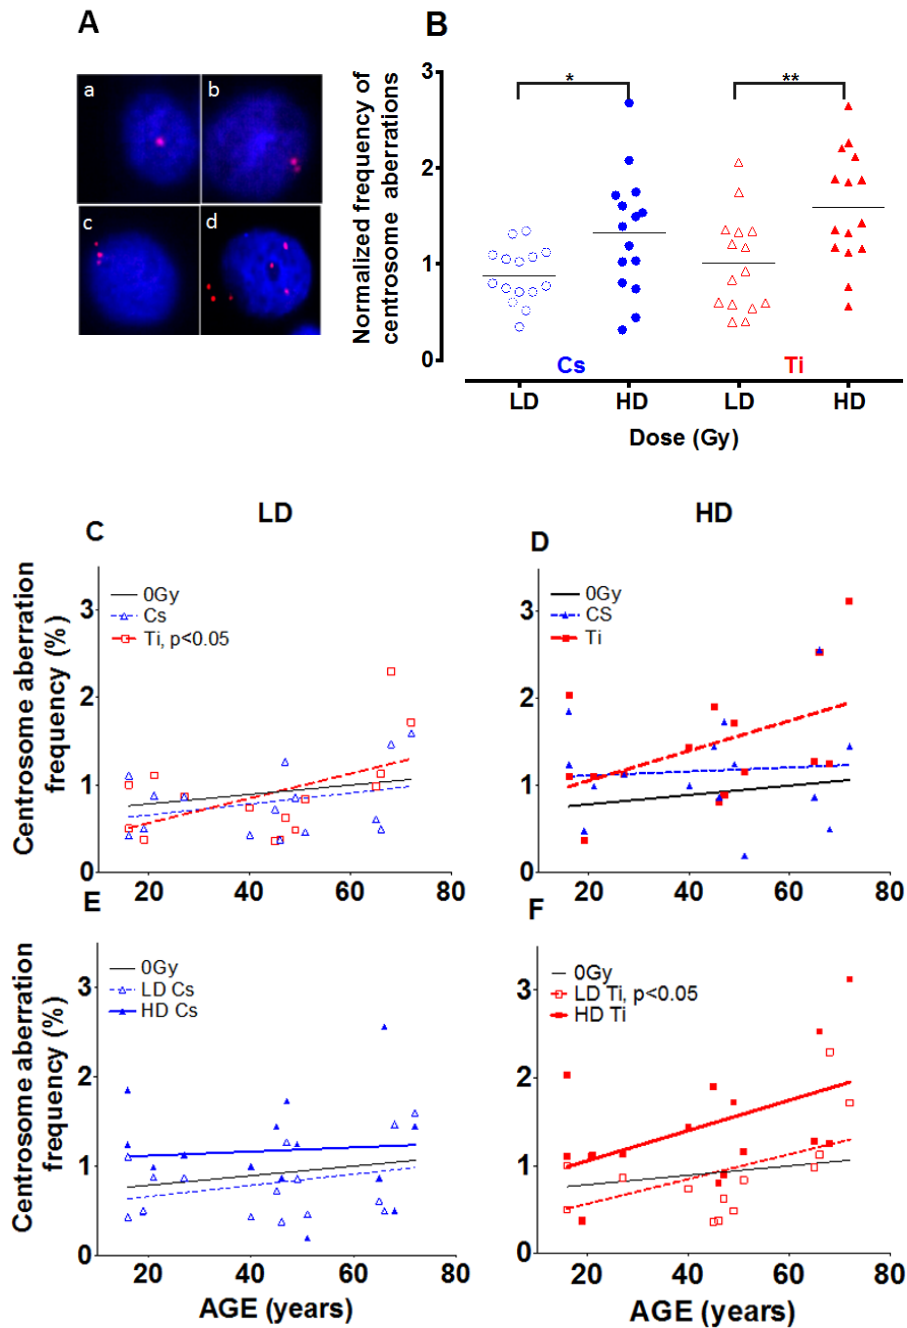 A
B
a
b
c
d
Normalized frequency of
centrosome aberrations
3
2
1
0
*
**
Cs
Ti
LD
HD
LD
HD
Dose (Gy)
LD
HD
C
D
Centrosome aberration
frequency (%)
3
2
1
0
0Gy
Cs
Ti, p<0.05
20
40
60
80
3
2
1
0
0Gy
CS
Ti
20
40
60
80
E
F
Centrosome aberration
frequency (%)
3
2
1
0
0Gy
LD Cs
HD Cs
20
40
60
80
AGE (years)
3
2
1
0
0Gy
LD Ti, p<0.05
HD Ti
20
40
60
80
AGE (years)